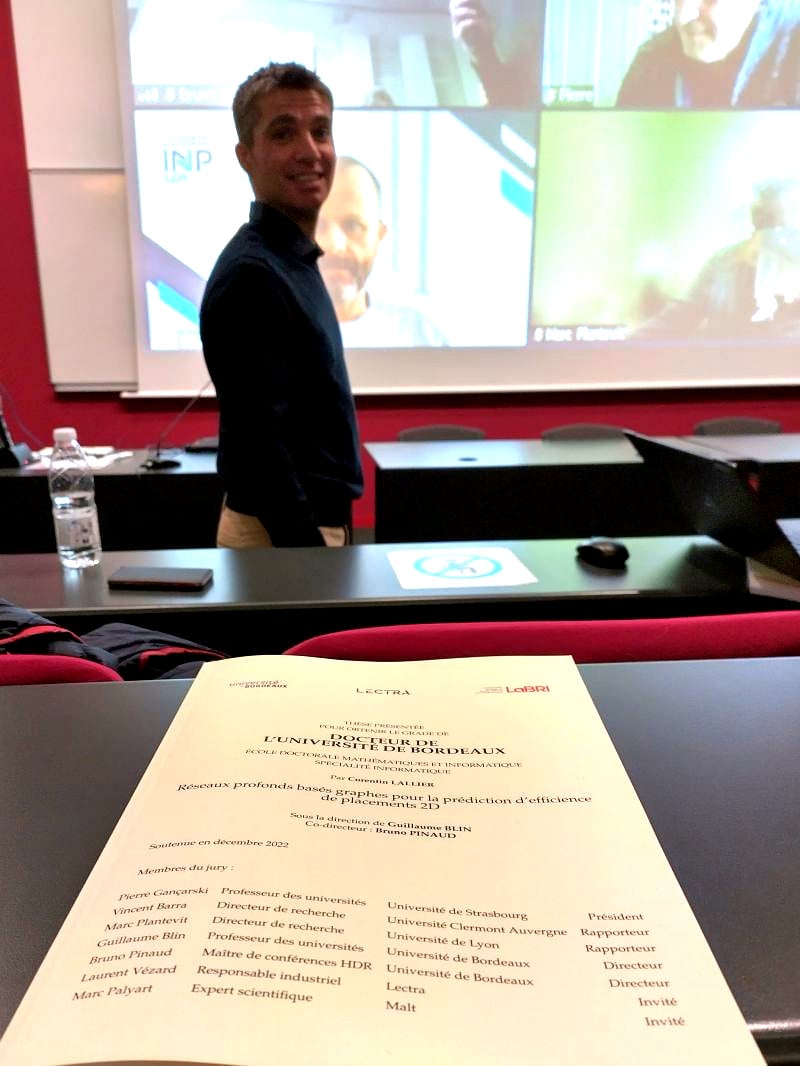 Pierre
INP
Marc Plantevit
université
de BORDEAUX
LECTRA
LaBRI
THÈSE PRÉSENTÉE
POUR OBTENIR LE GRADE DE
DOCTEUR DE
L'UNIVERSITÉ DE BORDEAUX
ÉCOLE DOCTORALE MATHÉMATIQUES ET INFORMATIQUE
SPÉCIALITÉ INFORMATIQUE
Par Corentin LALLIER
Réseaux profonds basés graphes pour la prédiction d'efficience
de placements 2D
Sous la direction de Guillaume BLIN
Co-directeur : Bruno PINAUD
Soutenue en décembre 2022
Membres du jury :
Pierre Gançarski Professeur des universités Université de Strasbourg Président
Vincent Barra Directeur de recherche Université Clermont Auvergne Rapporteur
Marc Plantevit Directeur de recherche Université de Lyon Rapporteur
Guillaume Blin Professeur des universités Université de Bordeaux Directeur
Bruno Pinaud Maître de conférences HDR Université de Bordeaux Directeur
Laurent Vézard Responsable industriel Lectra Invité
Marc Palyart Expert scientifique Malt Invité